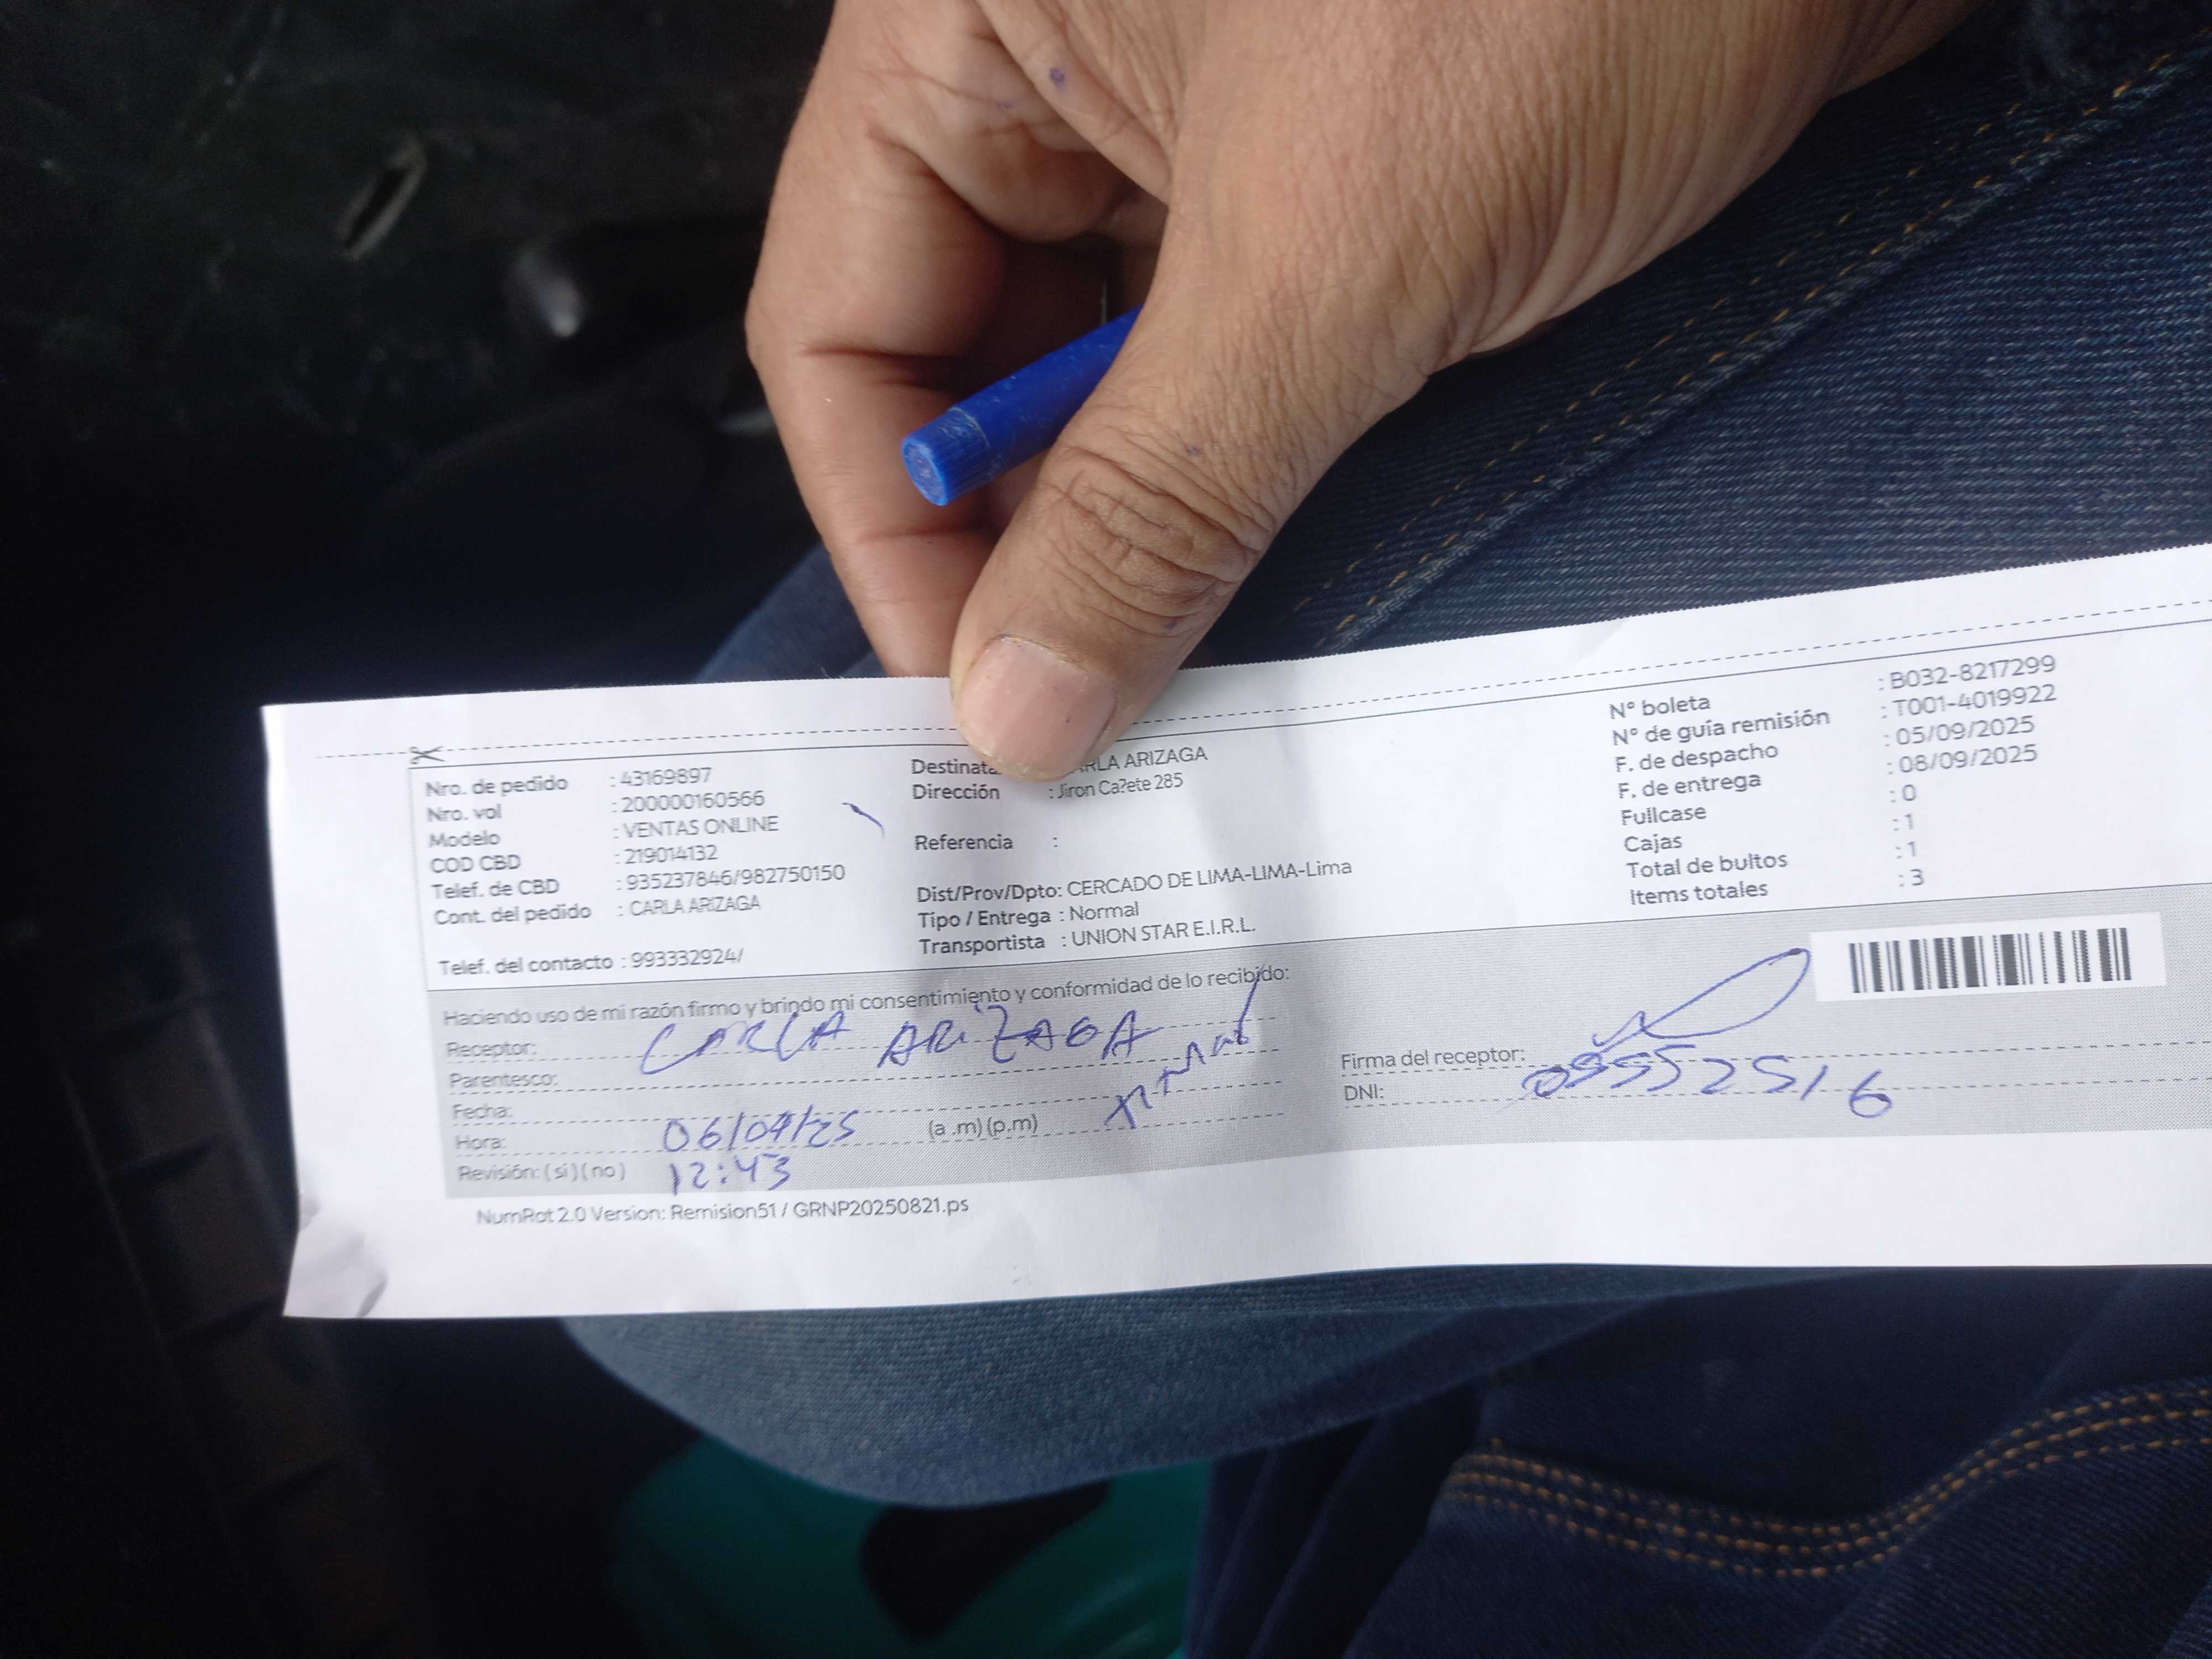 Nro. de pedido : 43169897
Nro. vol : 200000160566
Modelo : VENTAS ONLINE
COD CBD : 219014132
Telef. de CBD : 935237846/982750150
Cont. del pedido : CARLA ARIZAGA
Telef. del contacto : 993332924/
Destinata ARLA ARIZAGA
Dirección : Jiron Ca?ete 285
Referencia :
Dist/Prov/Dpto: CERCADO DE LIMA-LIMA-Lima
Tipo / Entrega : Normal
Transportista : UNION STAR E.I.R.L.
N° boleta : B032-8217299
N° de guía remisión : T001-4019922
F. de despacho : 05/09/2025
F. de entrega : 08/09/2025
Fullcase : 0
Cajas : 1
Total de bultos : 1
Items totales : 3
Haciendo uso de mi razón firmo y brindo mi consentimiento y conformidad de lo recibido:
Receptor: CARLA ARIZAGA
Parentesco:
Fecha: 06/09/25
Hora: 12:43 (a .m) (p.m)
Revisión: ( si ) ( no )
Firma del receptor:
DNI: 09552516
NumRot 2.0 Version: Remision51 / GRNP20250821.ps